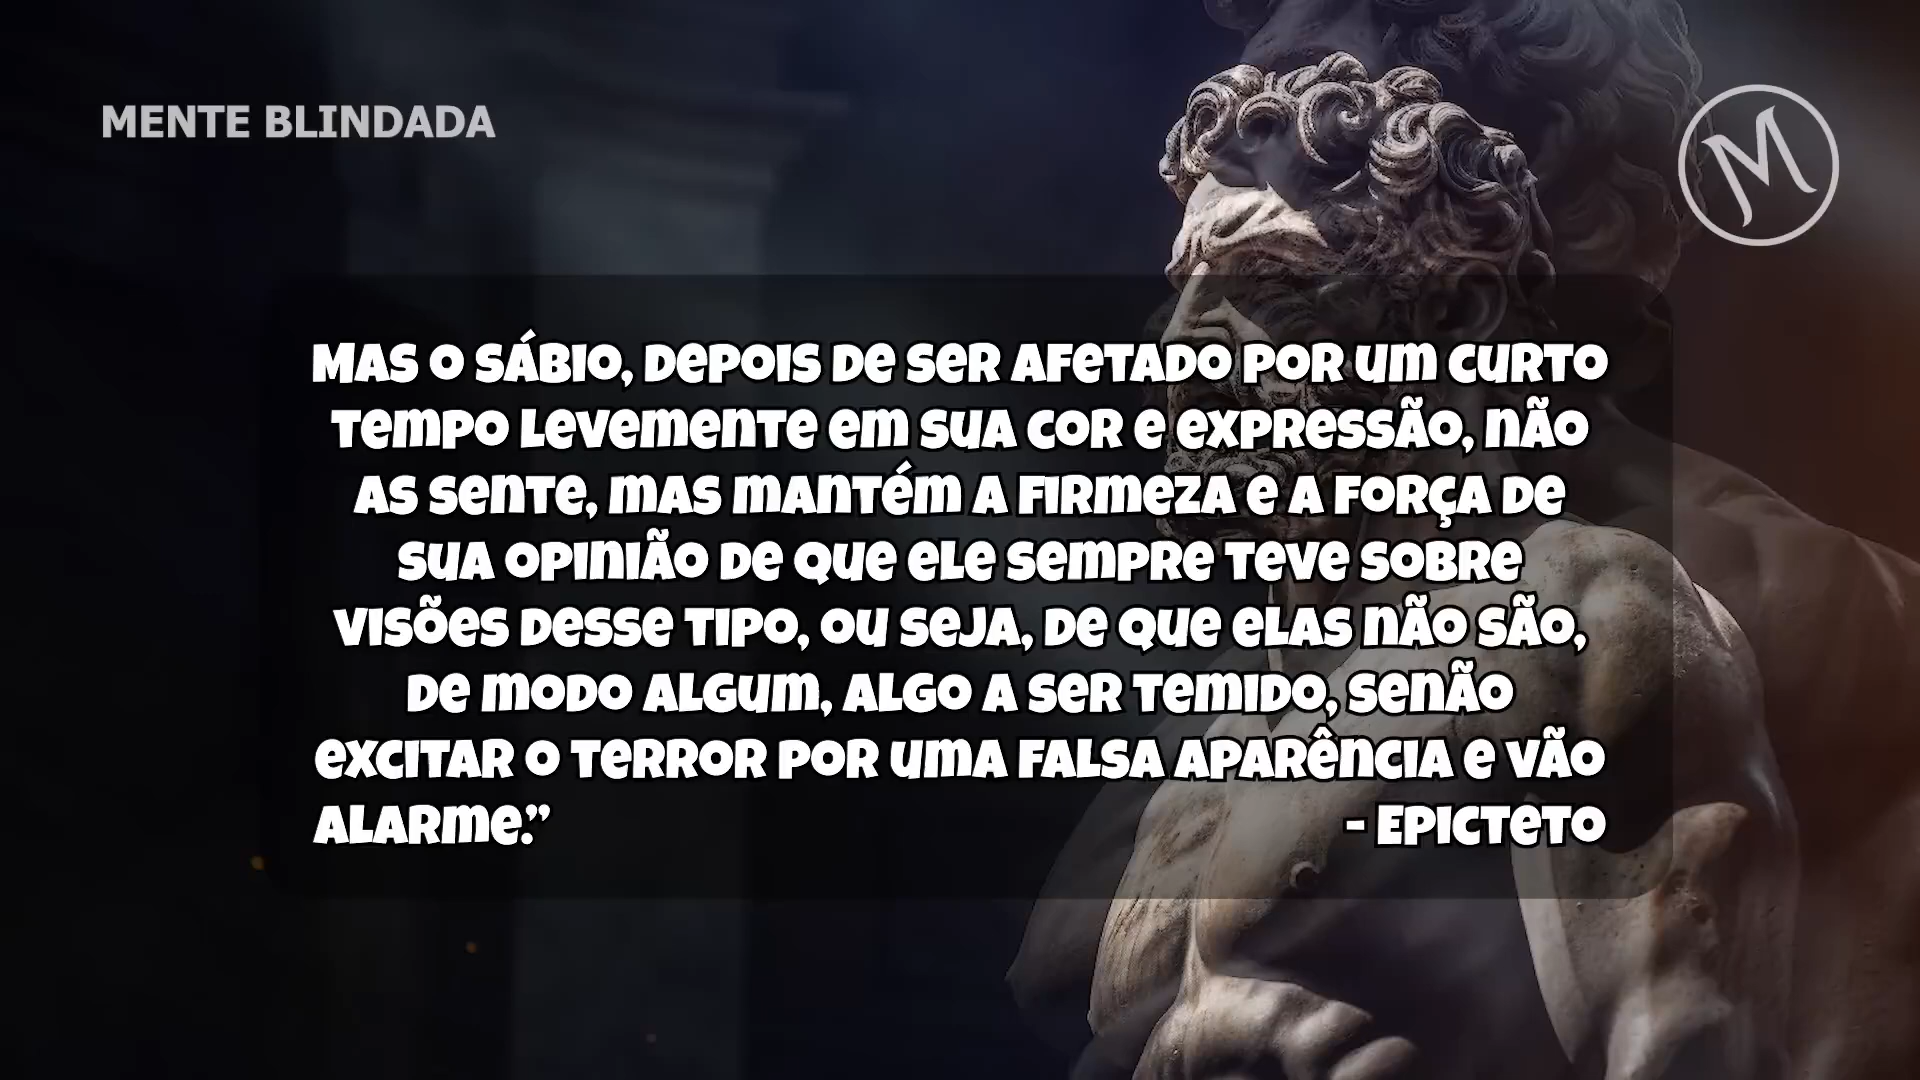 MENTE BLINDADA
M
Mas o sábio, depois de ser afetado por um curto
tempo levemente em sua cor e expressão, não
as sente, mas mantém a firmeza e a força de
sua opinião de que ele sempre teve sobre
visões desse tipo, ou seja, de que elas não são,
de modo algum, algo a ser temido, senão
excitar o terror por uma falsa aparência e vão
alarme.” - Epicteto